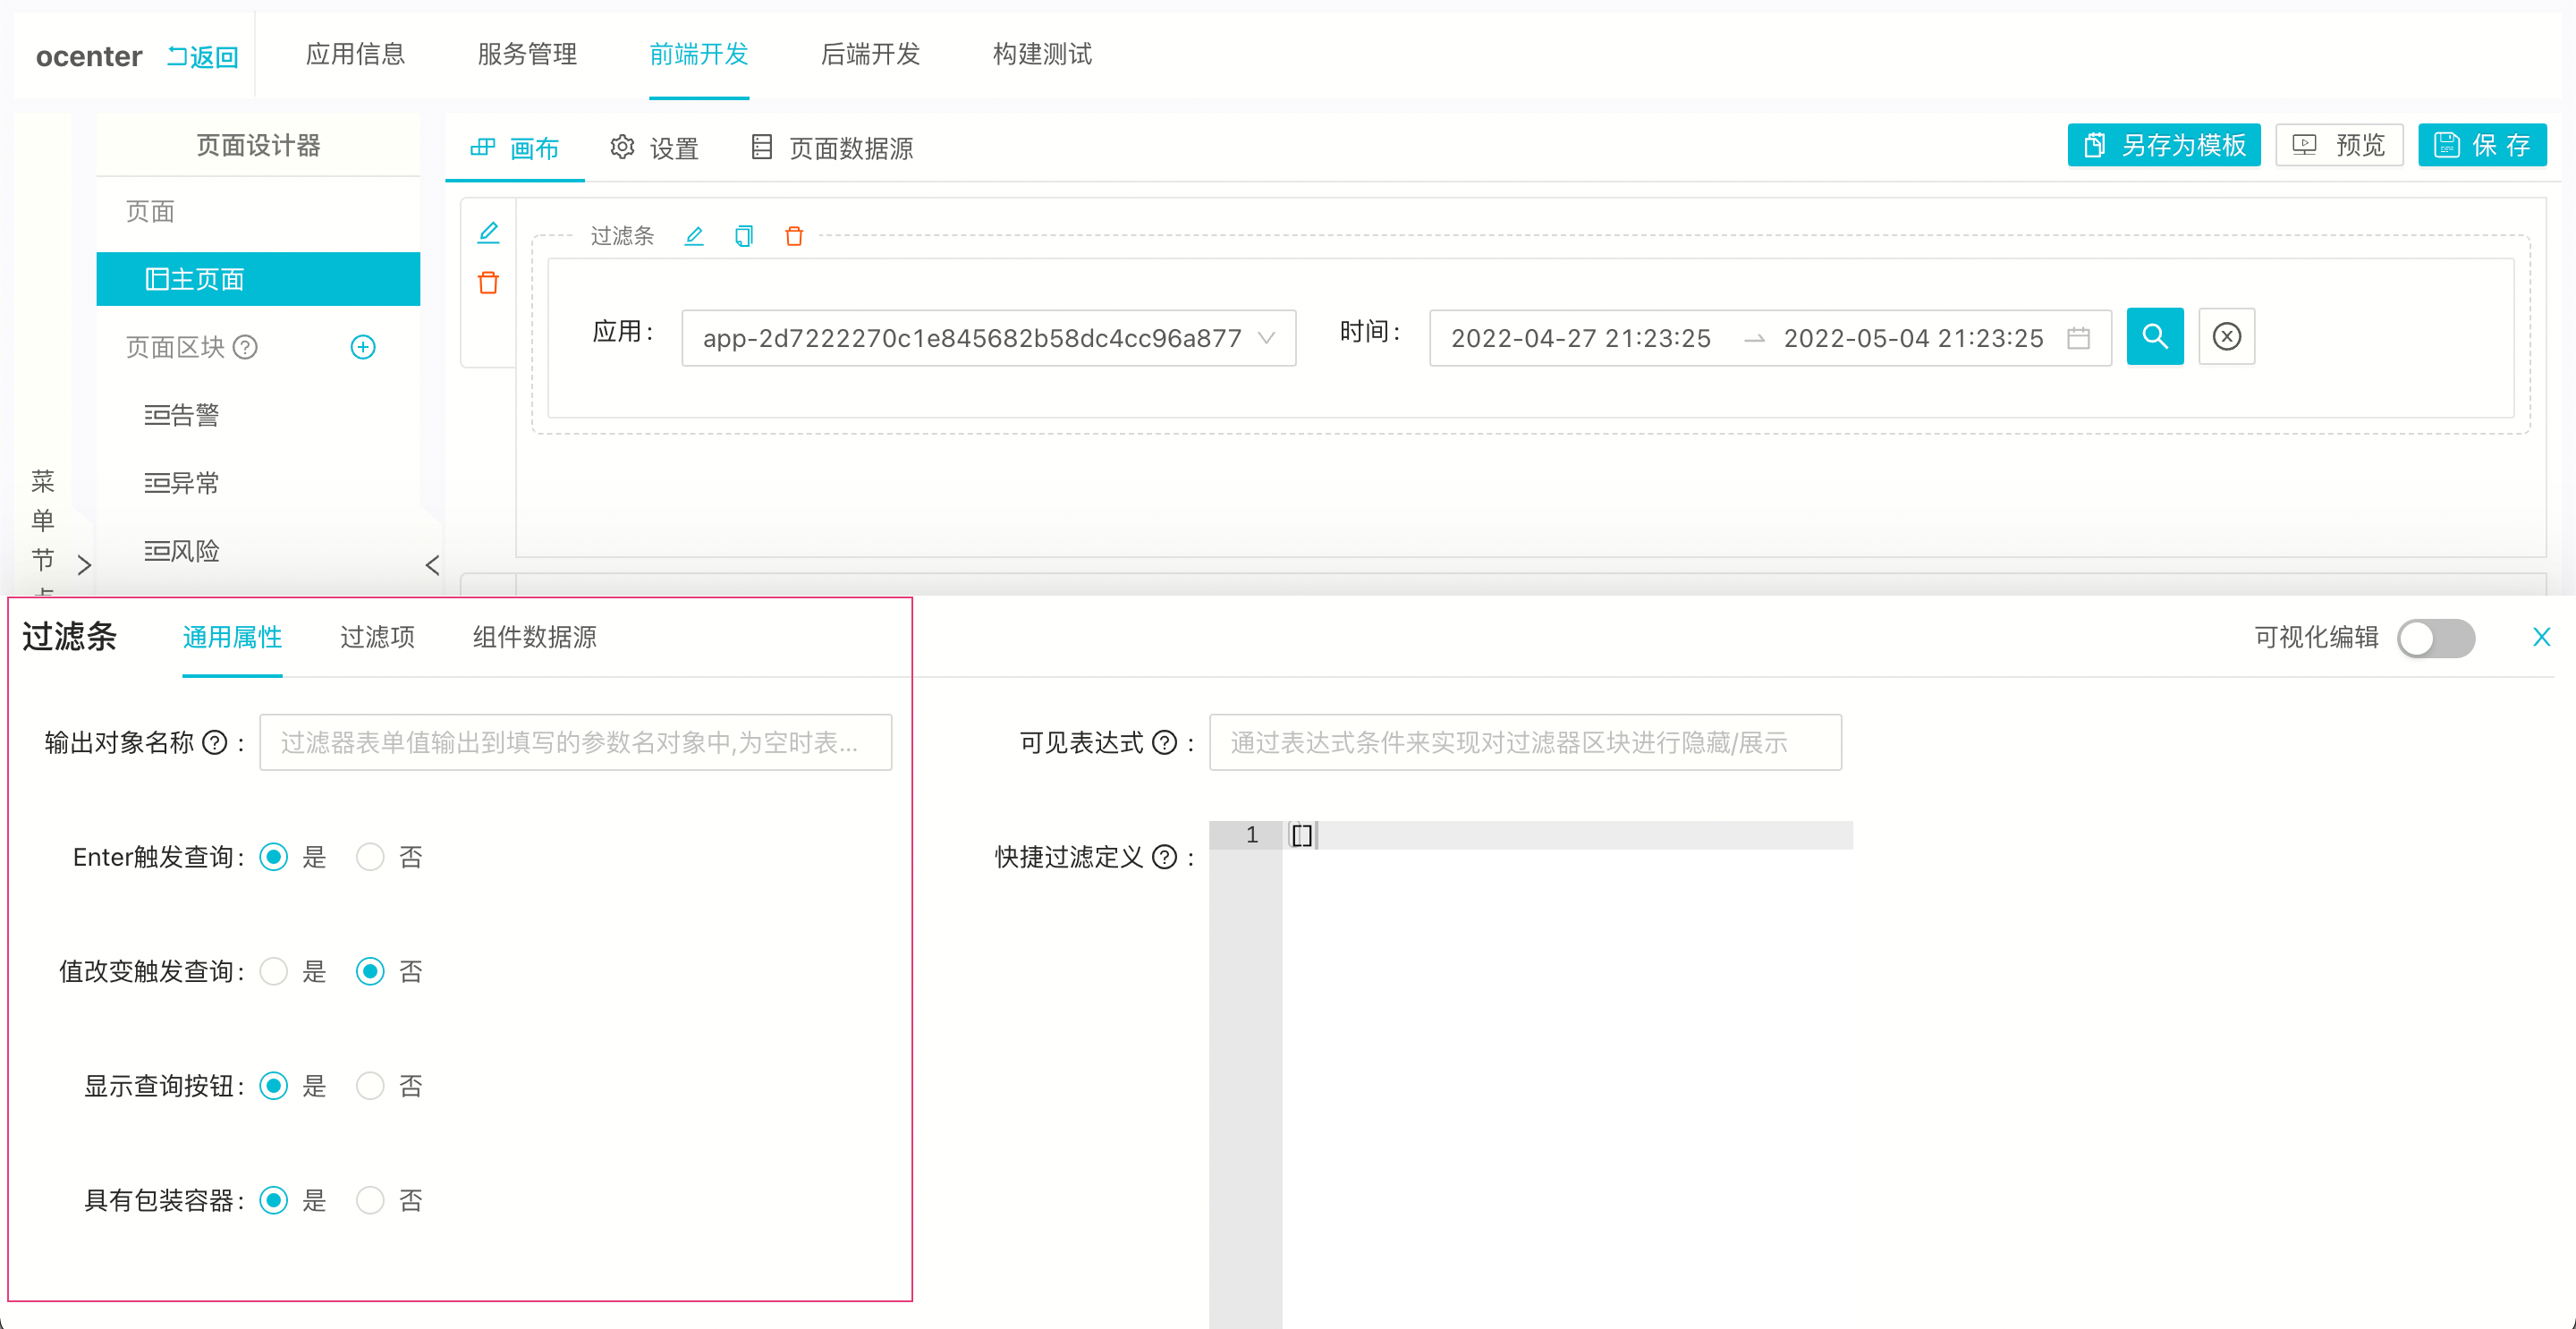 ocenter 返回 应用信息 服务管理 前端开发 后端开发 构建测试
菜单节
页面设计器
页面
主页面
页面区块
告警
异常
风险
画布 设置 页面数据源 另存为模板 预览 保 存
过滤条
应用: app-2d7222270c1e845682b58dc4cc96a877 时间: 2022-04-27 21:23:25 2022-05-04 21:23:25
过滤条 通用属性 过滤项 组件数据源 可视化编辑
输出对象名称 : 过滤器表单值输出到填写的参数名对象中,为空时表... 可见表达式 : 通过表达式条件来实现对过滤器区块进行隐藏/展示
Enter触发查询: 是 否 快捷过滤定义 : 1 []
值改变触发查询: 是 否
显示查询按钮: 是 否
具有包装容器: 是 否